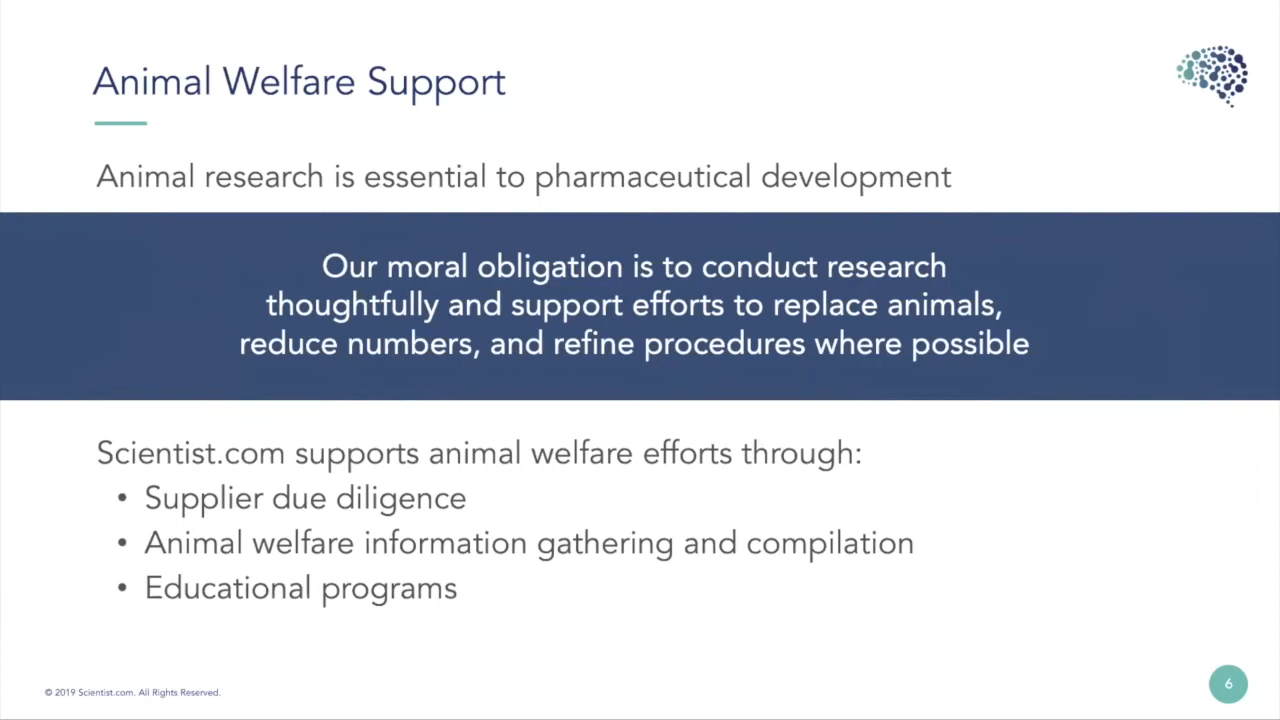 Animal Welfare Support
Animal research is essential to pharmaceutical development
Our moral obligation is to conduct research
thoughtfully and support efforts to replace animals,
reduce numbers, and refine procedures where possible
Scientist.com supports animal welfare efforts through:
• Supplier due diligence
• Animal welfare information gathering and compilation
• Educational programs
© 2019 Scientist.com. All Rights Reserved.
6